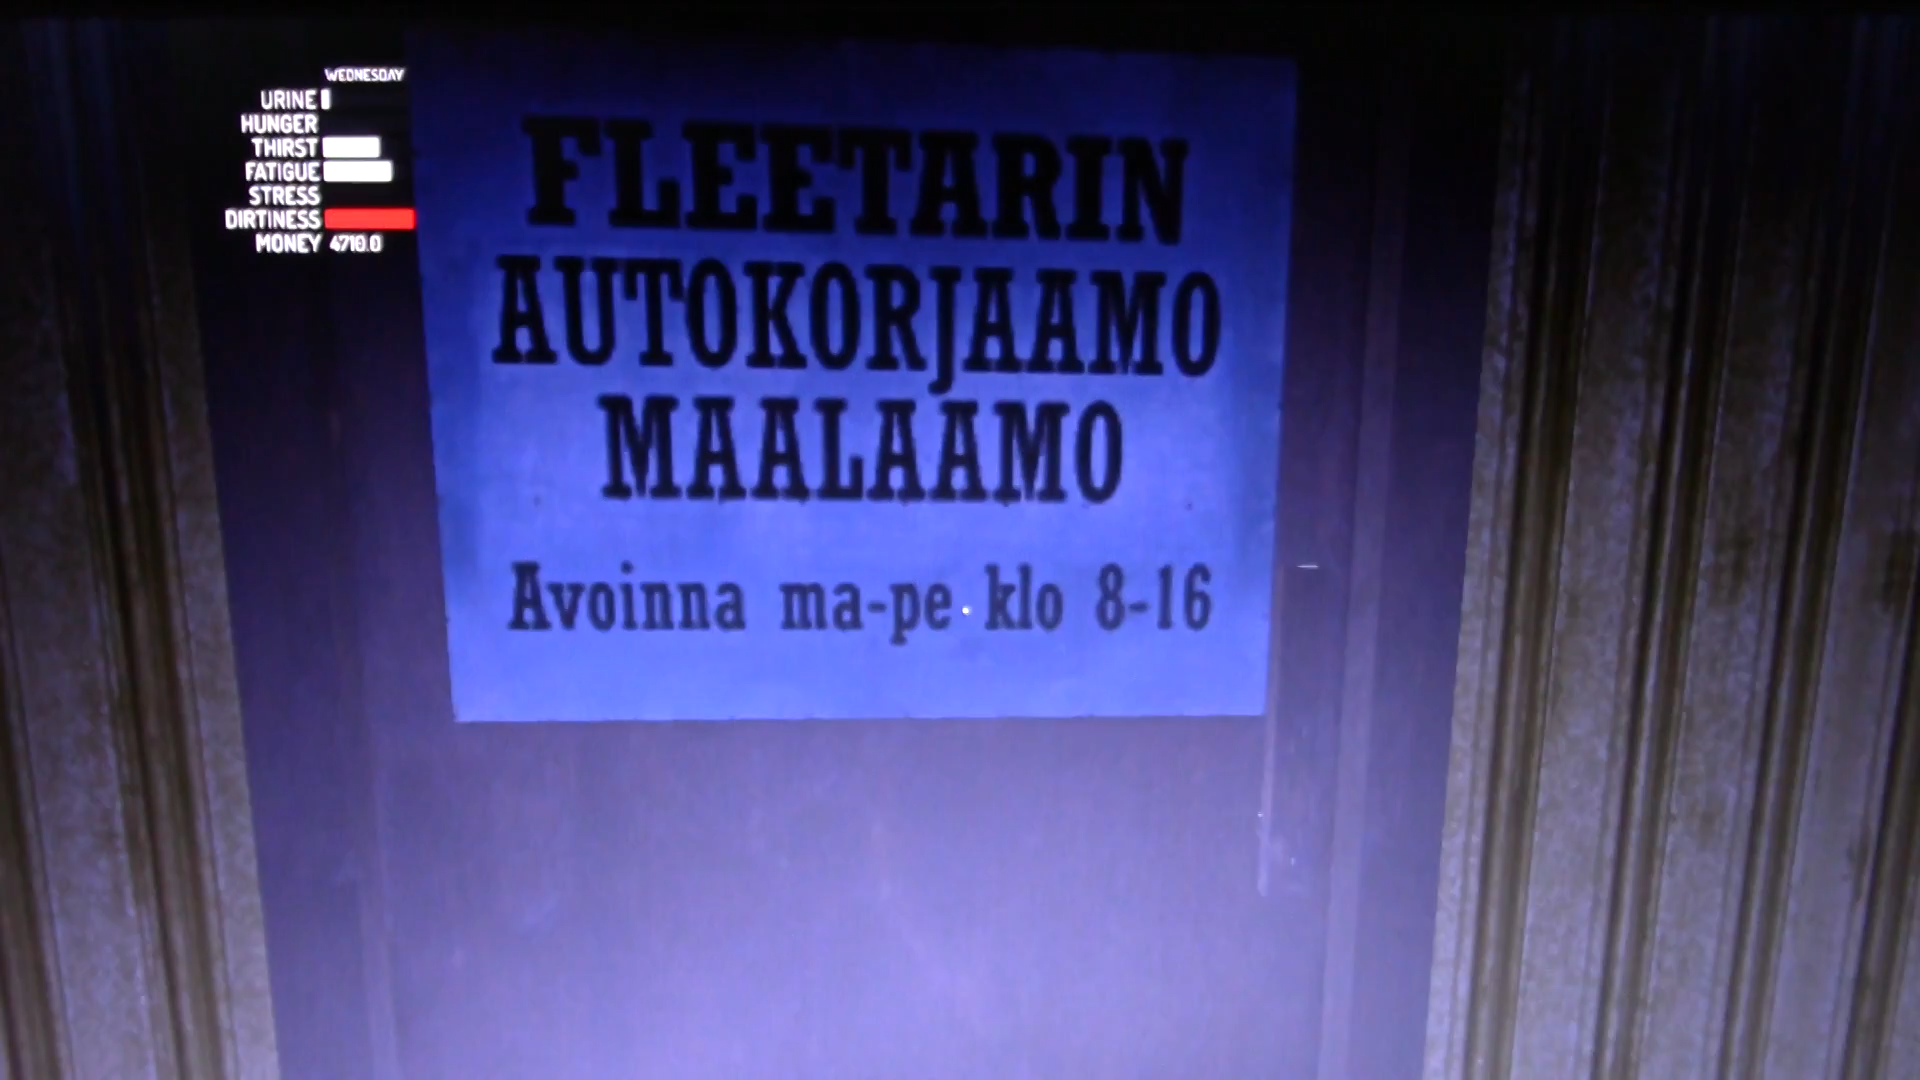 WEDNESDAY
URINE
HUNGER
THIRST
FATIGUE
STRESS
DIRTINESS
MONEY 4710.0
FLEETARIN
AUTOKORJAAMO
MAALAAMO
Avoinna ma-pe klo 8-16